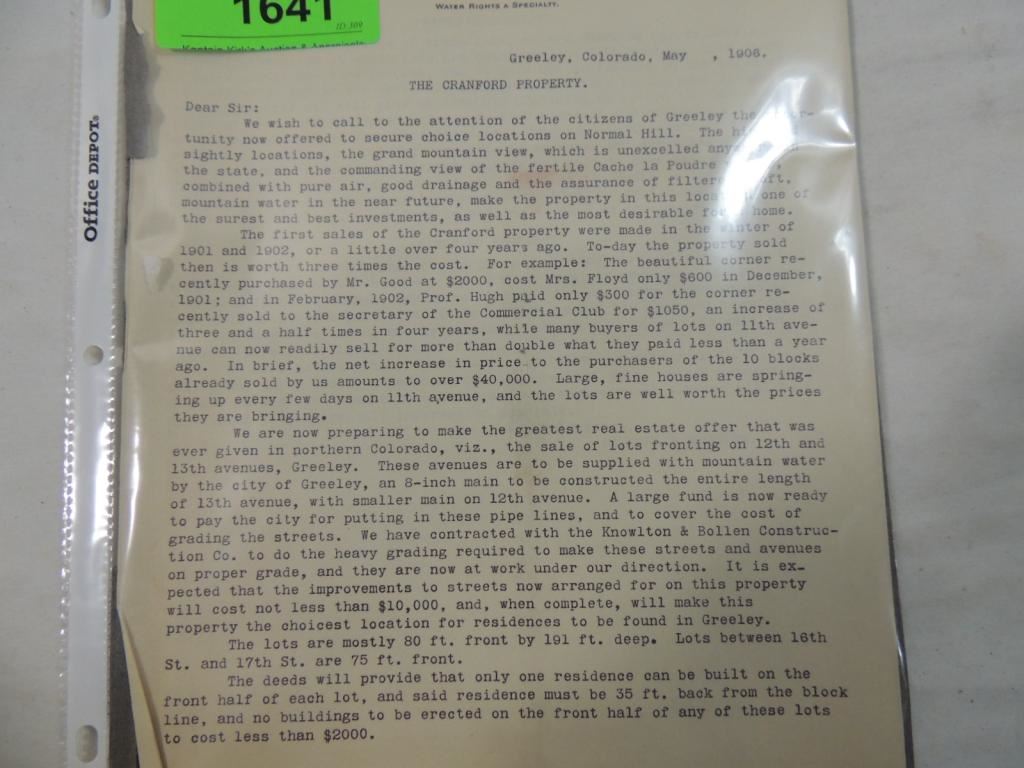 1641
ID 309
WATER RIGHTS A SPECIALTY.
Office DEPOT.
Greeley, Colorado, May , 1906.
THE CRANFORD PROPERTY.
Dear Sir:
We wish to call to the attention of the citizens of Greeley the
tunity now offered to secure choice locations on Normal Hill. The
sightly locations, the grand mountain view, which is unexcelled
the state, and the commanding view of the fertile Cache la Poudre
combined with pure air, good drainage and the assurance of
mountain water in the near future, make the property in this one of
the surest and best investments, as well as the most desirable for home.
The first sales of the Cranford property were made in the winter of
1901 and 1902, or a little over four years ago. To-day the property sold
then is worth three times the cost. For example: The beautiful corner re-
cently purchased by Mr. Good at $2000, cost Mrs. Floyd only $600 in December,
1901; and in February, 1902, Prof. Hugh paid only $300 for the corner re-
cently sold to the secretary of the Commercial Club for $1050, an increase of
three and a half times in four years, while many buyers of lots on 11th ave-
nue can now readily sell for more than double what they paid less than a year
ago. In brief, the net increase in price to the purchasers of the 10 blocks
already sold by us amounts to over $40,000. Large, fine houses are spring-
ing up every few days on 11th avenue, and the lots are well worth the prices
they are bringing.
We are now preparing to make the greatest real estate offer that was
ever given in northern Colorado, viz., the sale of lots fronting on 12th and
13th avenues, Greeley. These avenues are to be supplied with mountain water
by the city of Greeley, an 8-inch main to be constructed the entire length
of 13th avenue, with smaller main on 12th avenue. A large fund is now ready
to pay the city for putting in these pipe lines, and to cover the cost of
grading the streets. We have contracted with the Knowlton & Bollen Construc-
tion Co. to do the heavy grading required to make these streets and avenues
on proper grade, and they are now at work under our direction. It is ex-
pected that the improvements to streets now arranged for on this property
will cost not less than $10,000, and, when complete, will make this
property the choicest location for residences to be found in Greeley.
The lots are mostly 80 ft. front by 191 ft. deep. Lots between 16th
St. and 17th St. are 75 ft. front.
The deeds will provide that only one residence can be built on the
front half of each lot, and said residence must be 35 ft. back from the block
line, and no buildings to be erected on the front half of any of these lots
to cost less than $2000.